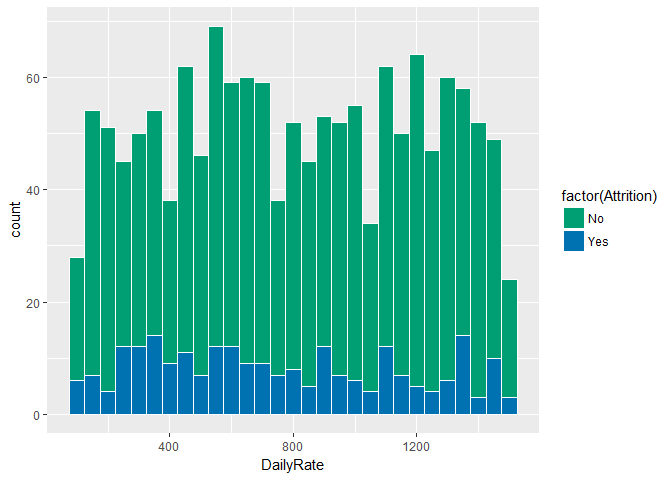 60
40
20
0
count
400 800 1200
DailyRate
factor(Attrition)
No
Yes